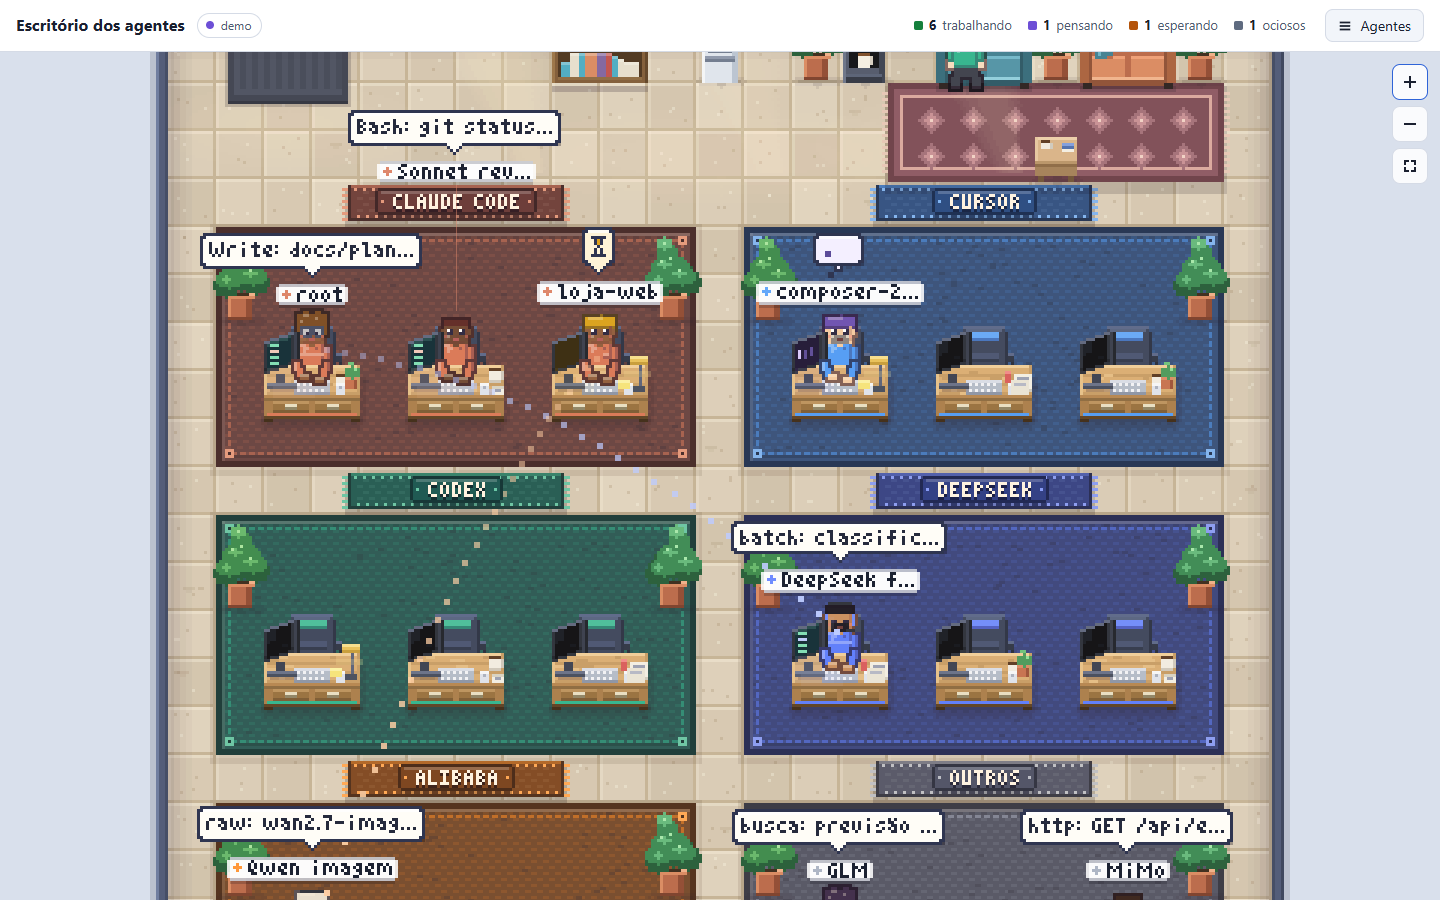 Escritório dos agentes
demo
6 trabalhando
1 pensando
1 esperando
1 ociosos
Agentes
Bash: git status...
Sonnet rev...
CLAUDE CODE
CURSOR
Write: docs/plan...
root
loja-web
composer-2...
CODEX
DEEPSEEK
batch: classific...
DeepSeek f...
ALIBABA
OUTROS
raw: wan2.7-imag...
busca: previsão ...
http: GET /api/e...
Qwen imagem
GLM
MiMo